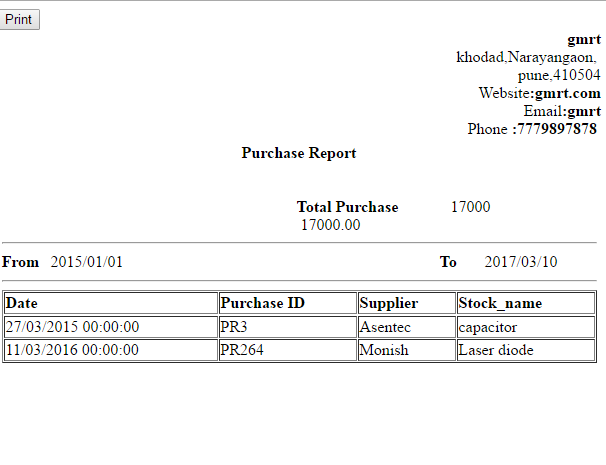 Print
gmrt
khodad,Narayangaon,
pune,410504
Website:gmrt.com
Email:gmrt
Phone :7779897878
Purchase Report
Total Purchase 17000
17000.00
From 2015/01/01 To 2017/03/10
Date Purchase ID Supplier Stock_name
27/03/2015 00:00:00 PR3 Asentec capacitor
11/03/2016 00:00:00 PR264 Monish Laser diode